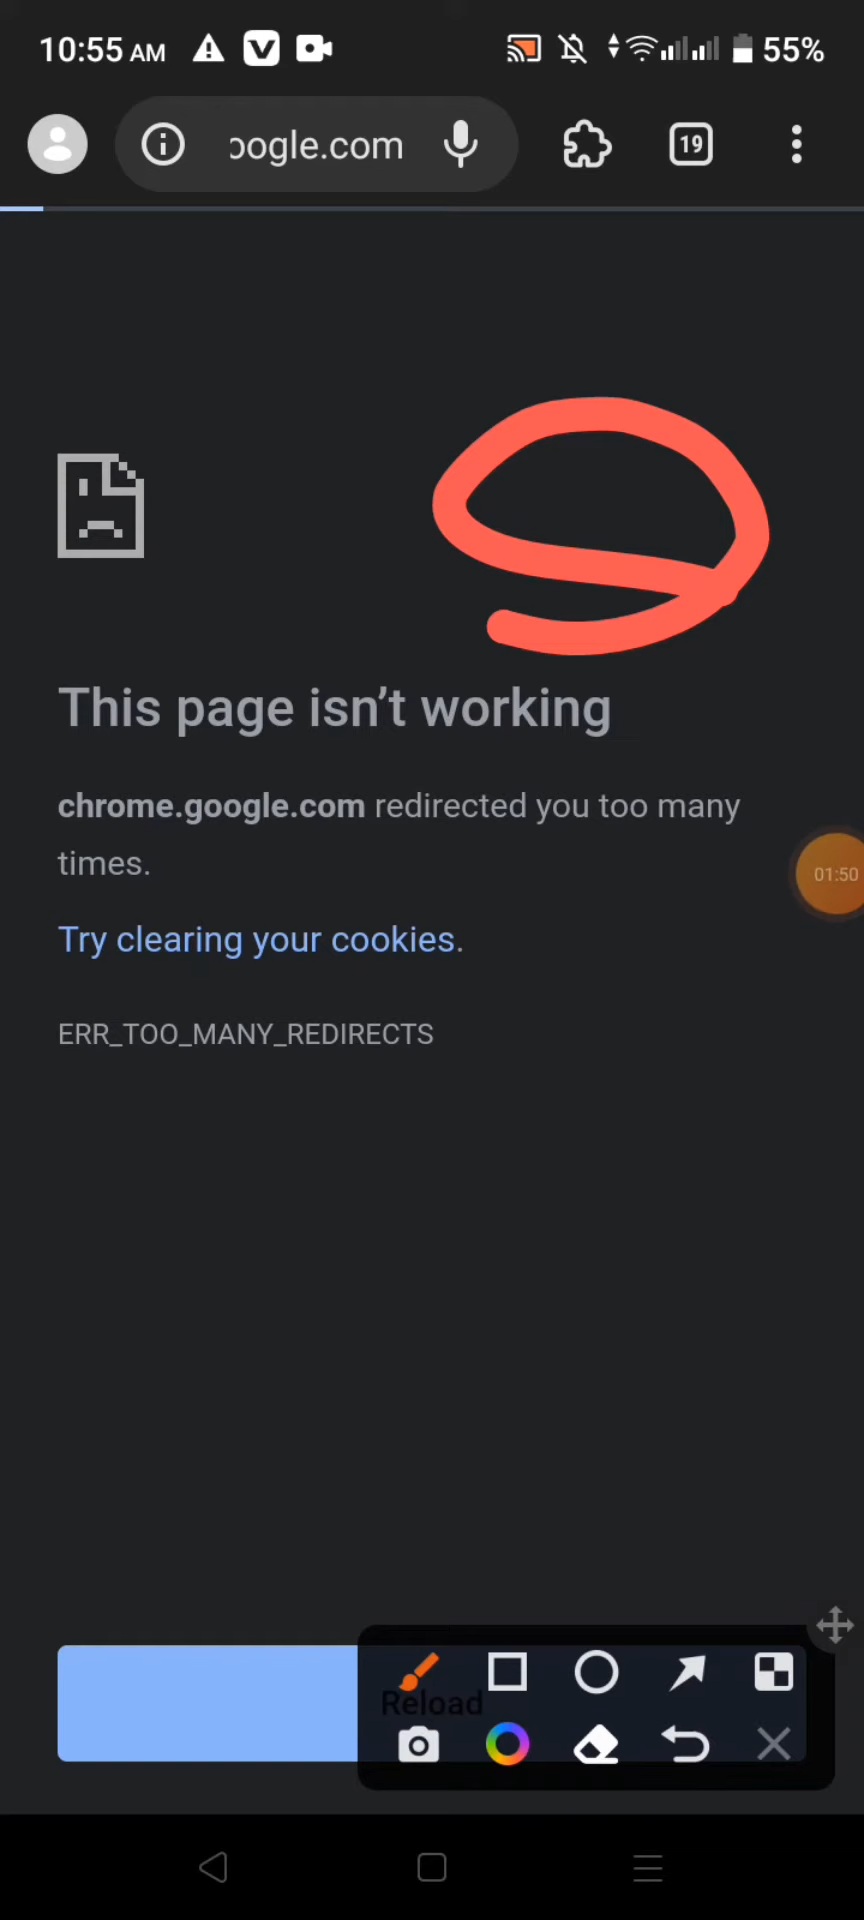 10:55 AM
55%
oogle.com
19
This page isn’t working
chrome.google.com redirected you too many
times.
01:50
Try clearing your cookies.
ERR_TOO_MANY_REDIRECTS
Reload